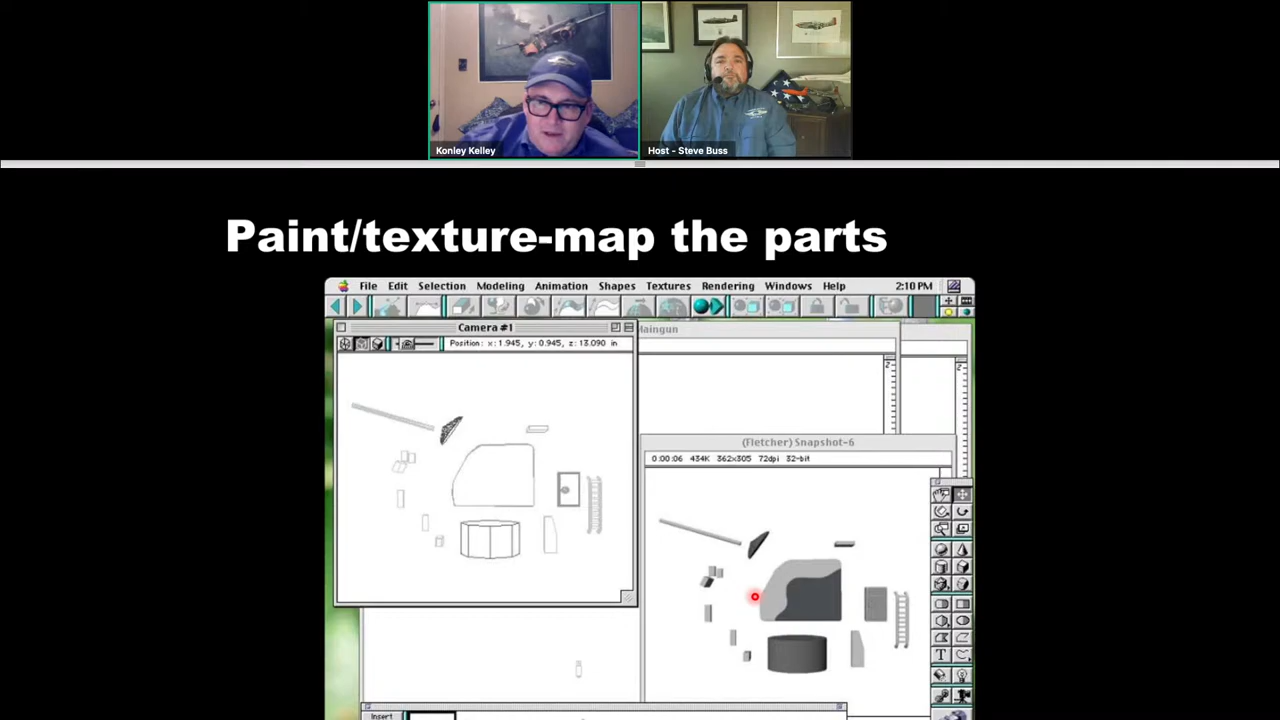 Konley Kelley
Host - Steve Buss
Paint/texture-map the parts
File Edit Selection Modeling Animation Shapes Textures Rendering Windows Help 2:10 PM
Camera #1
Maingun
Position: x:1.945, y:0.945, z:13.090 in
Z
Z
(Fletcher) Snapshot-6
0:00:06 434K 362x305 72dpi 32-bit
T
Insert